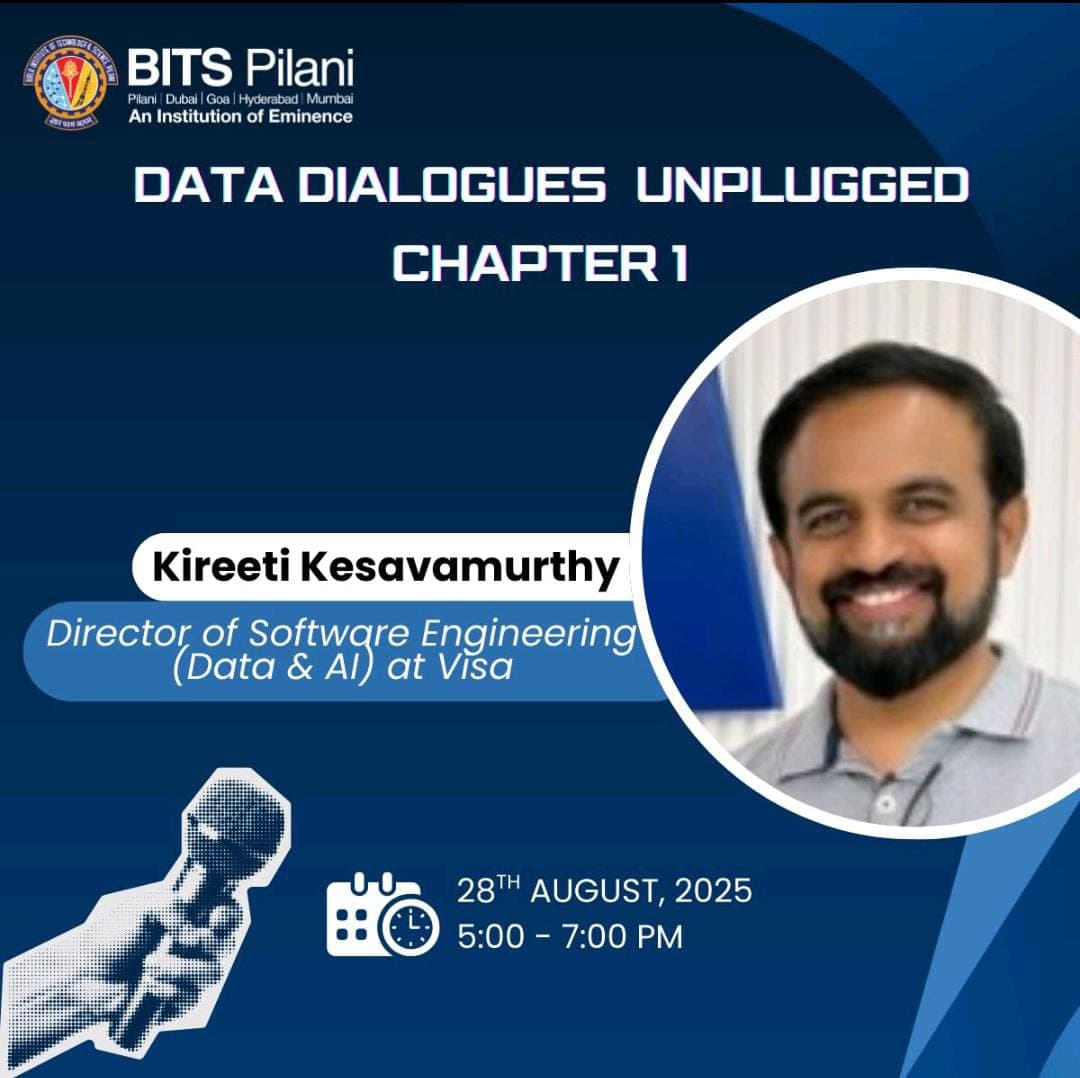 BITS Pilani
Pilani | Dubai | Goa | Hyderabad | Mumbai
An Institution of Eminence
DATA DIALOGUES UNPLUGGED
CHAPTER 1
Kireeti Kesavamurthy
Director of Software Engineering
(Data & AI) at Visa
28TH AUGUST, 2025
5:00 – 7:00 PM